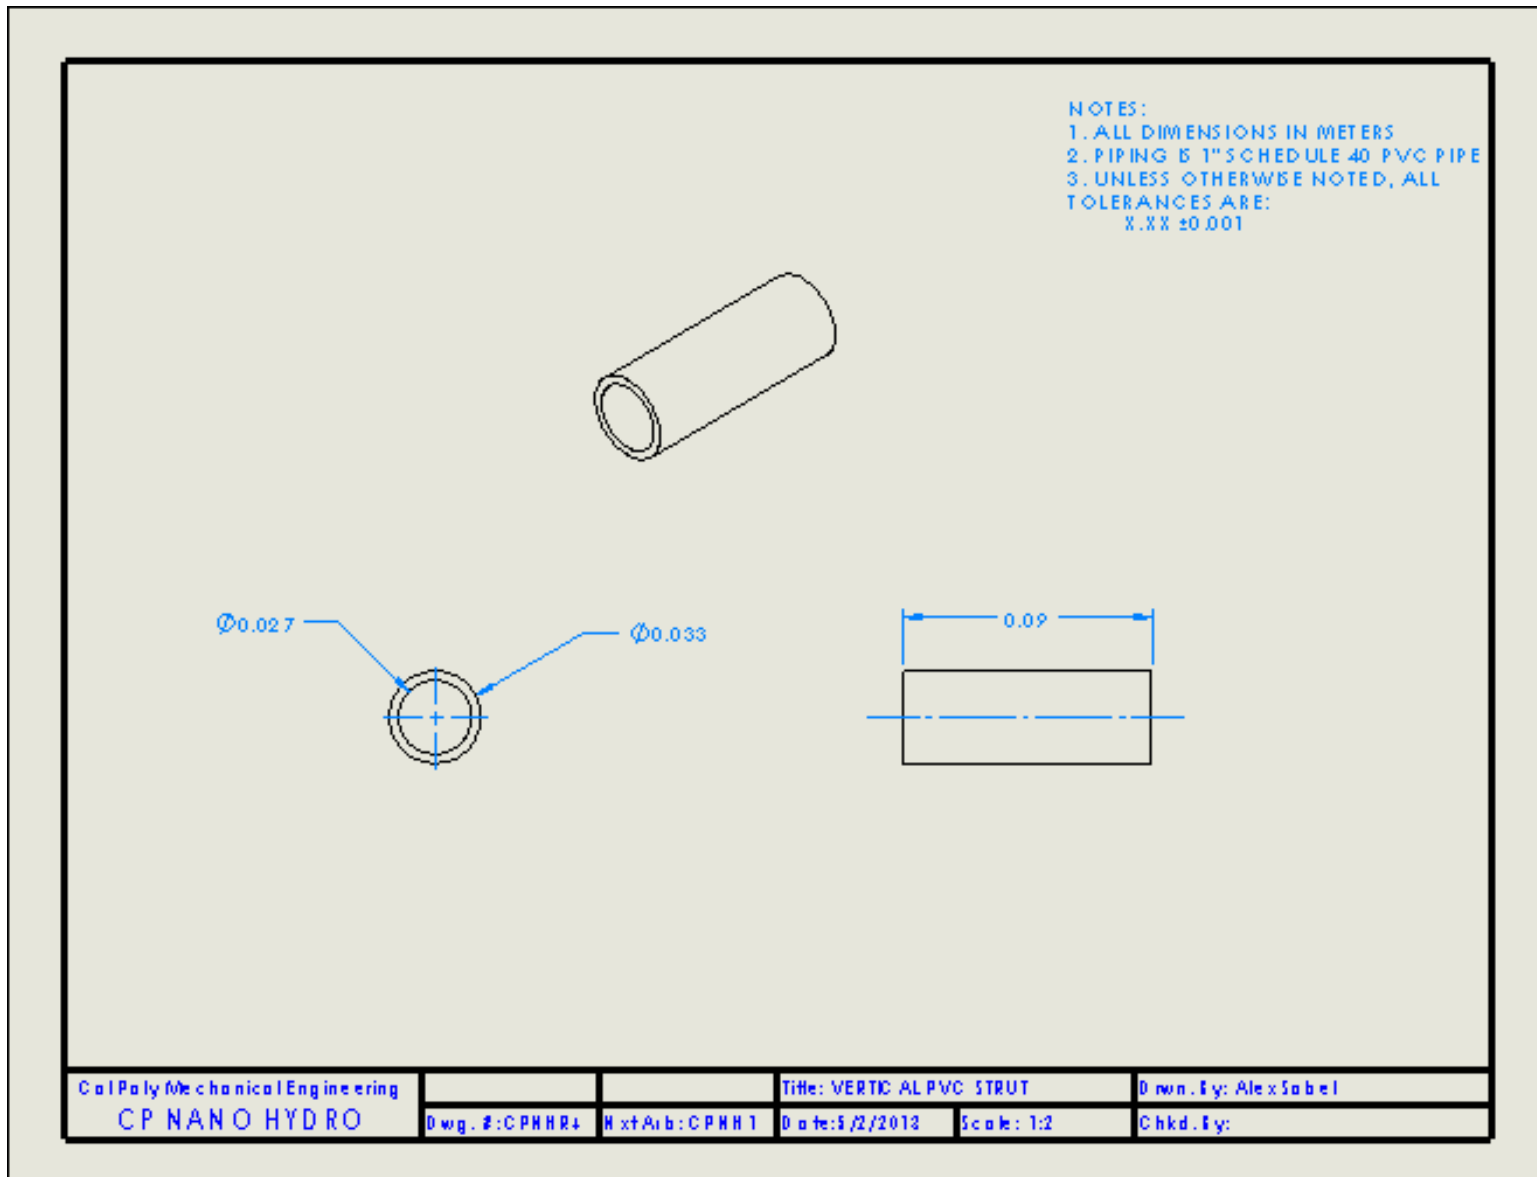 NOTES:
1. ALL DIMENSIONS IN METERS
2. PIPING IS 1" SCHEDULE 40 PVC PIPE
3. UNLESS OTHERWISE NOTED, ALL
TOLERANCES ARE:
X.XX ±0.001
Ø0.027
Ø0.033
0.09
Cal Poly Mechanical Engineering
CP NANO HYDRO
Title: VERTICAL PVC STRUT
Drwn. By: Alex Sobel
Dwg. #:
Nxt Asb: CPNH1
Date: 5/2/2013
Scale: 1:2
Chkd. By: